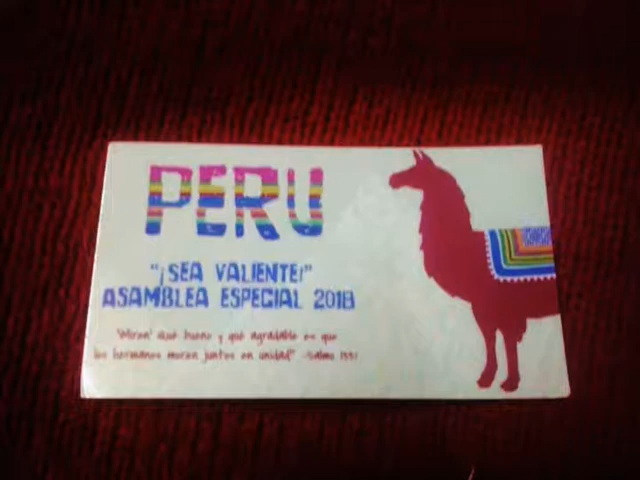 PERU
"¡SEA VALIENTE!"
ASAMBLEA ESPECIAL 2018
"¡Miren! ¡Qué bueno y qué agradable es que
los hermanos moren juntos en unidad!" -Salmo 133:1